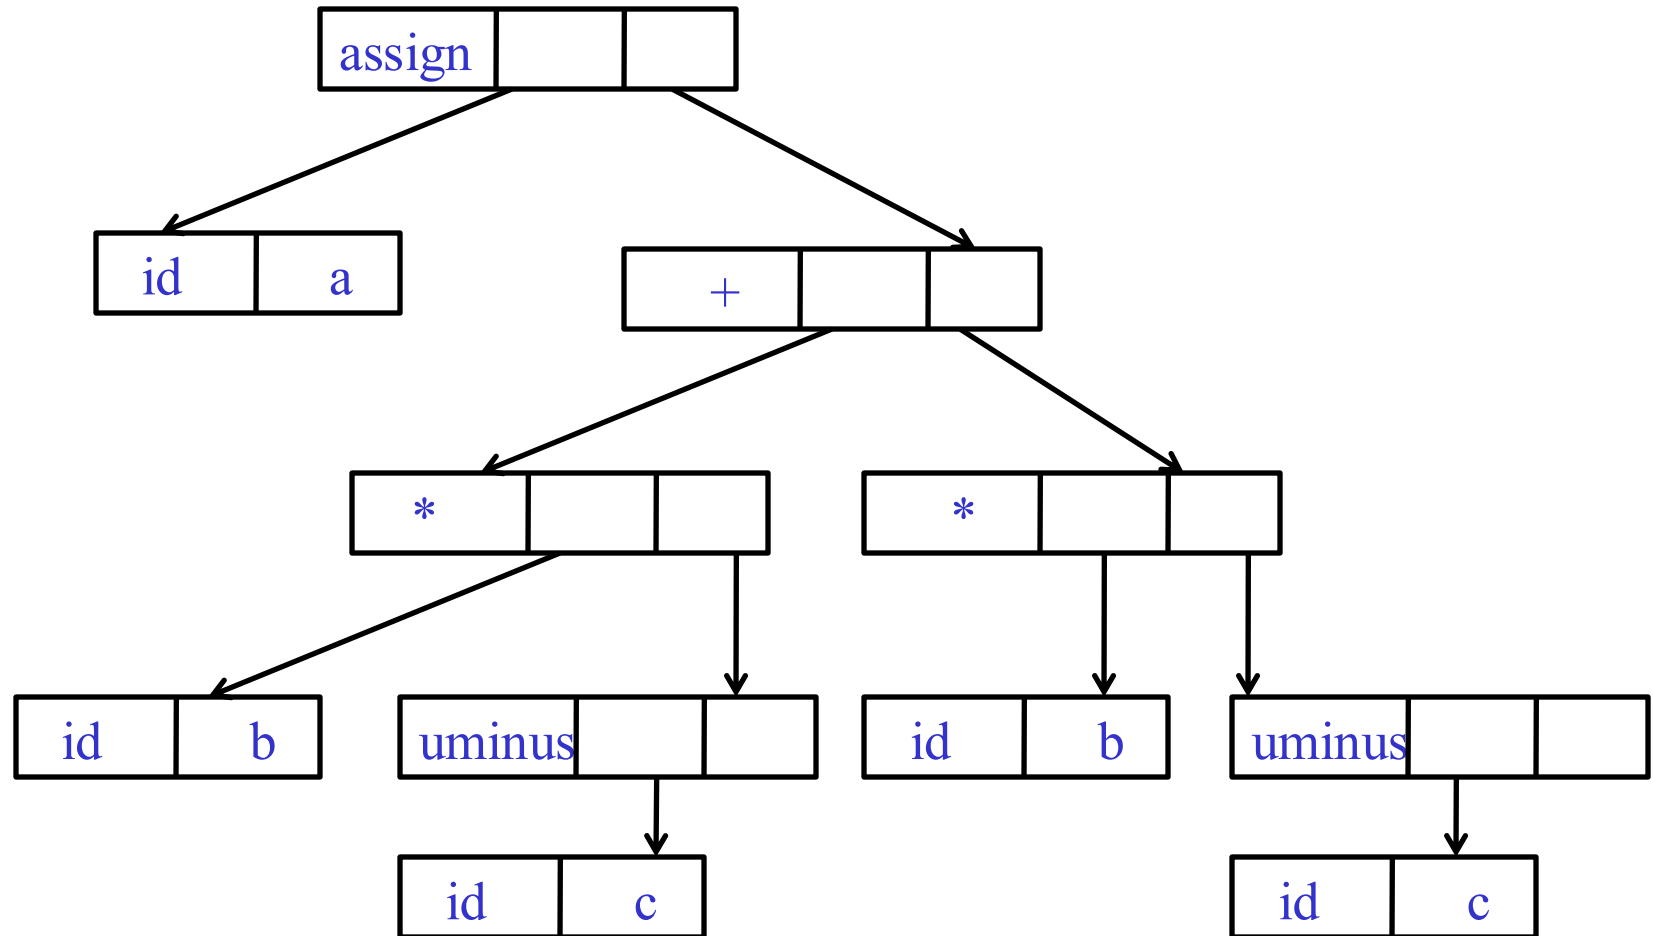 assign
id a
+
* *
id b uminus id b uminus
id c id c